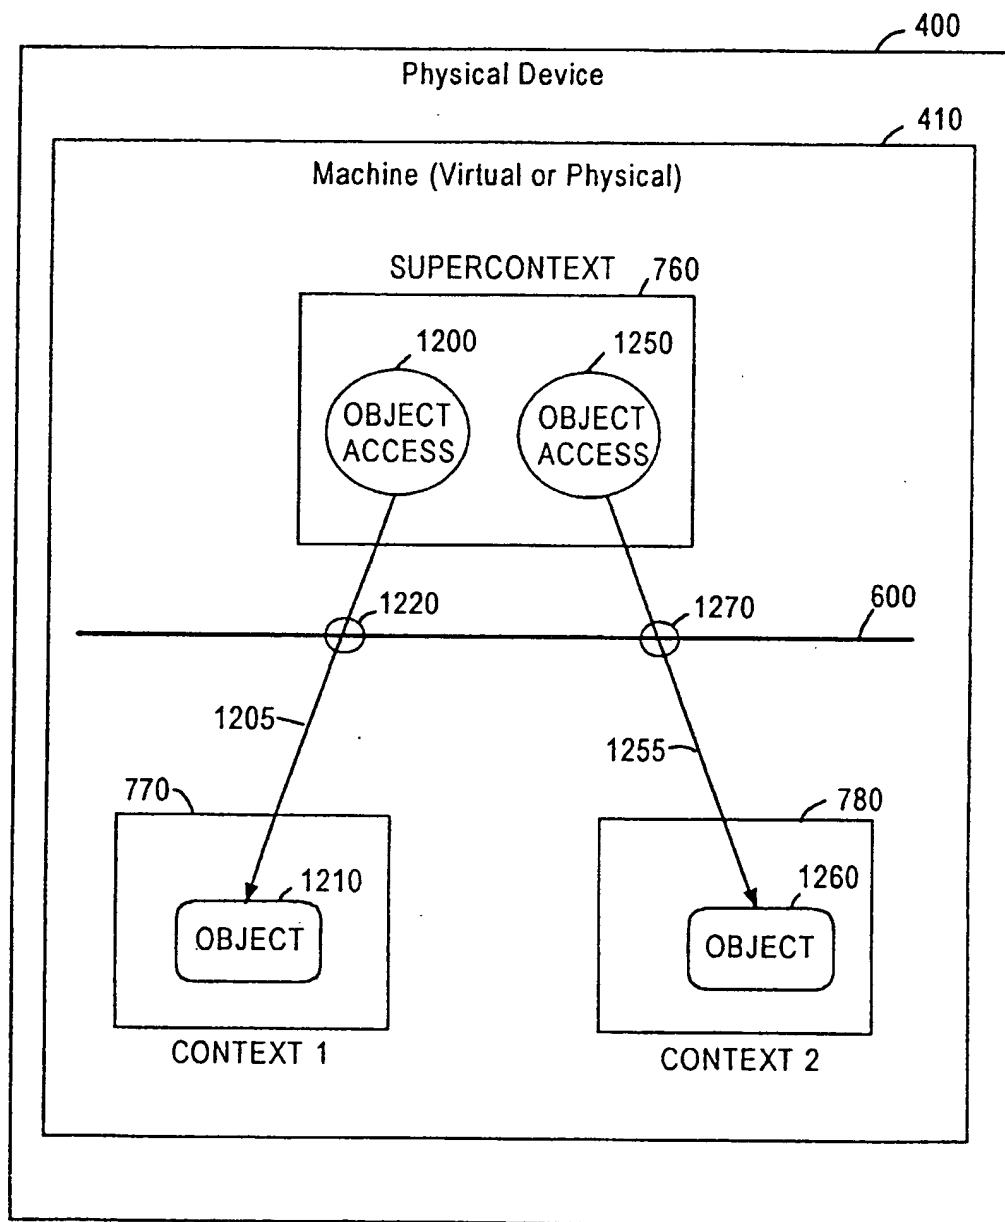 400
Physical Device
410
Machine (Virtual or Physical)
SUPERCONTEXT
760
1200
1250
OBJECT
ACCESS
OBJECT
ACCESS
1220
1270
600
1205
1255
770
780
1210
1260
OBJECT
OBJECT
CONTEXT 1
CONTEXT 2